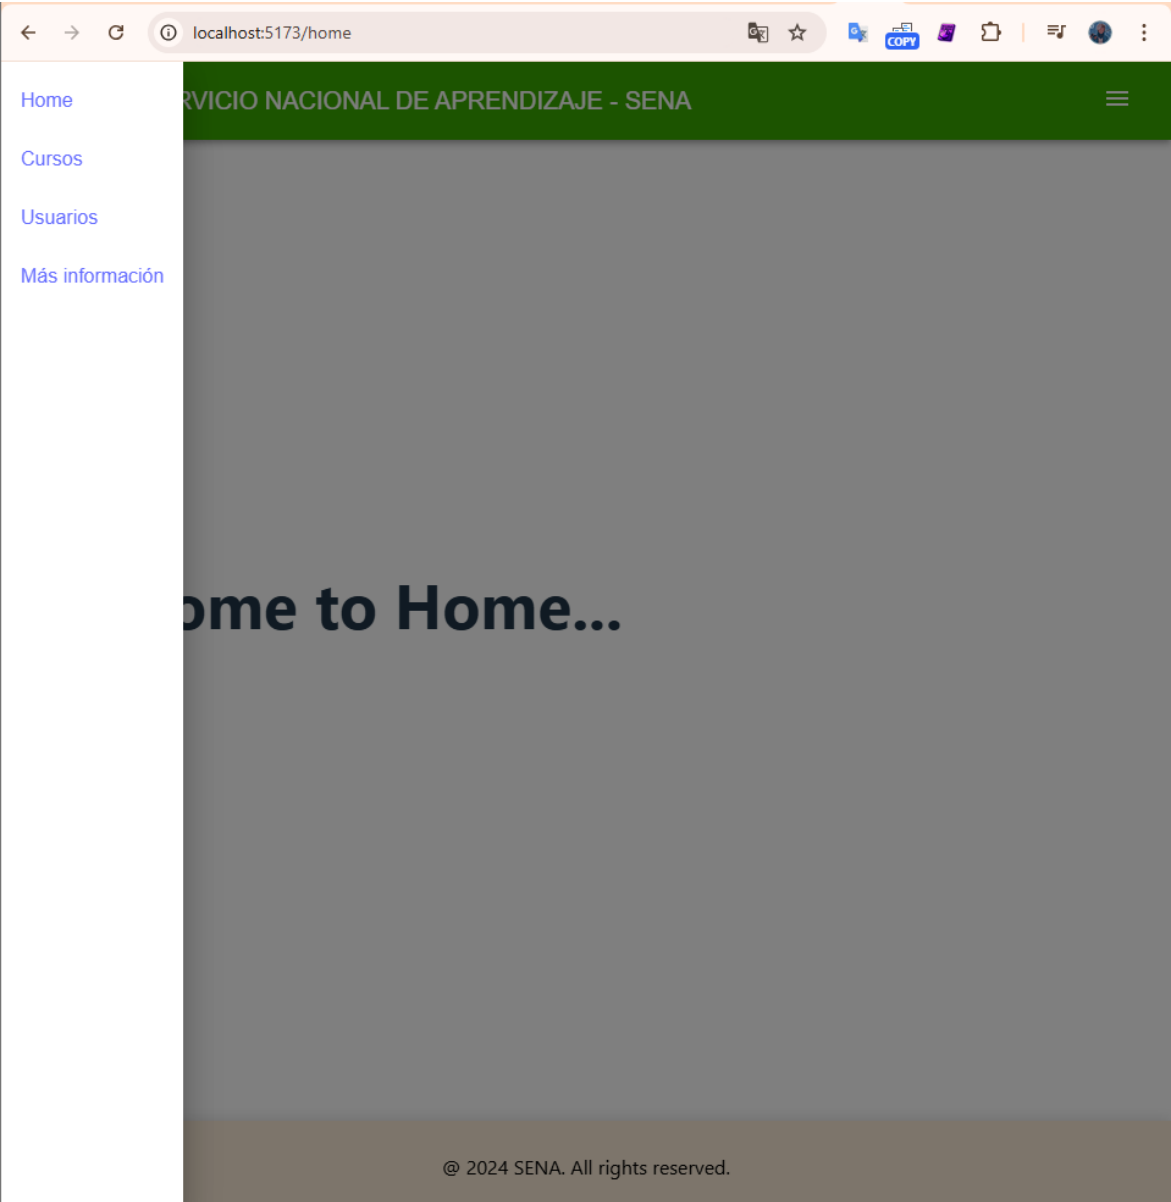 localhost:5173/home
COPY
Home
RVICIO NACIONAL DE APRENDIZAJE - SENA
Cursos
Usuarios
Más información
ome to Home...
@ 2024 SENA. All rights reserved.